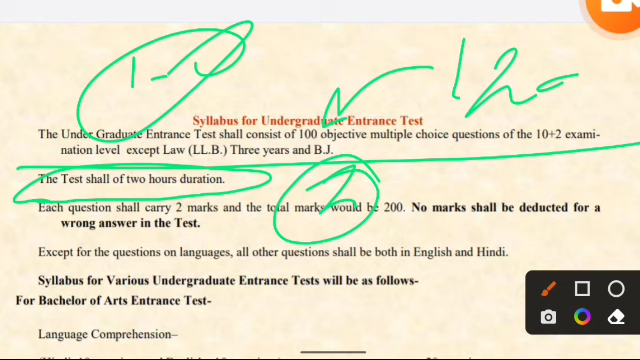 1-
120
Syllabus for Undergraduate Entrance Test
The Under Graduate Entrance Test shall consist of 100 objective multiple choice questions of the 10+2 exami-
nation level except Law (LL.B.) Three years and B.J.
The Test shall of two hours duration.
2
Each question shall carry 2 marks and the total marks would be 200. No marks shall be deducted for a
wrong answer in the Test.
Except for the questions on languages, all other questions shall be both in English and Hindi.
Syllabus for Various Undergraduate Entrance Tests will be as follows-
For Bachelor of Arts Entrance Test-
Language Comprehension–